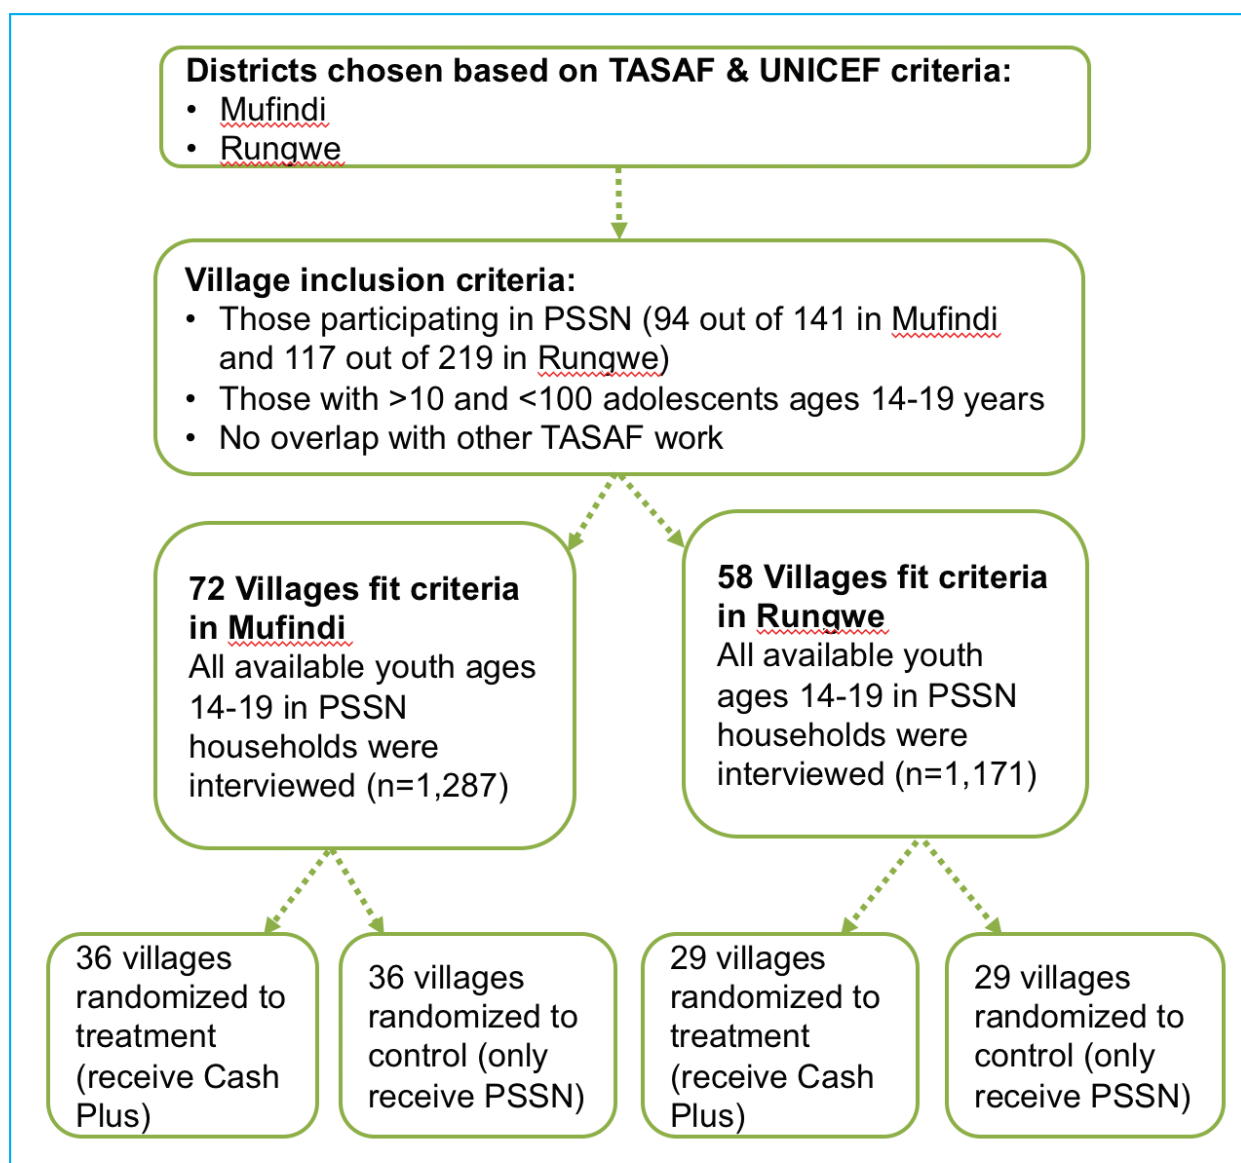 Districts chosen based on TASAF & UNICEF criteria:
• Mufindi
• Rungwe
Village inclusion criteria:
• Those participating in PSSN (94 out of 141 in Mufindi
and 117 out of 219 in Rungwe)
• Those with >10 and <100 adolescents ages 14-19 years
• No overlap with other TASAF work
72 Villages fit criteria
in Mufindi
All available youth ages
14-19 in PSSN
households were
interviewed (n=1,287)
58 Villages fit criteria
in Rungwe
All available youth
ages 14-19 in PSSN
households were
interviewed (n=1,171)
36 villages
randomized to
treatment
(receive Cash
Plus)
36 villages
randomized to
control (only
receive PSSN)
29 villages
randomized to
treatment
(receive Cash
Plus)
29 villages
randomized to
control (only
receive PSSN)